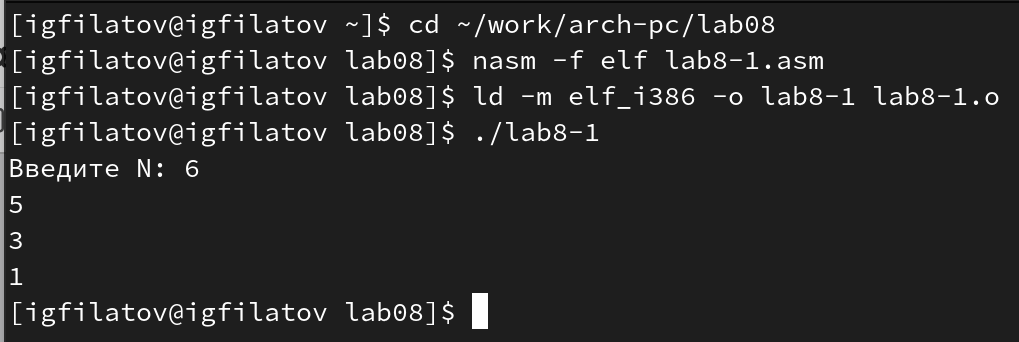 [igfilatov@igfilatov ~]$ cd ~/work/arch-pc/lab08
[igfilatov@igfilatov lab08]$ nasm -f elf lab8-1.asm
[igfilatov@igfilatov lab08]$ ld -m elf_i386 -o lab8-1 lab8-1.o
[igfilatov@igfilatov lab08]$ ./lab8-1
Введите N: 6
5
3
1
[igfilatov@igfilatov lab08]$